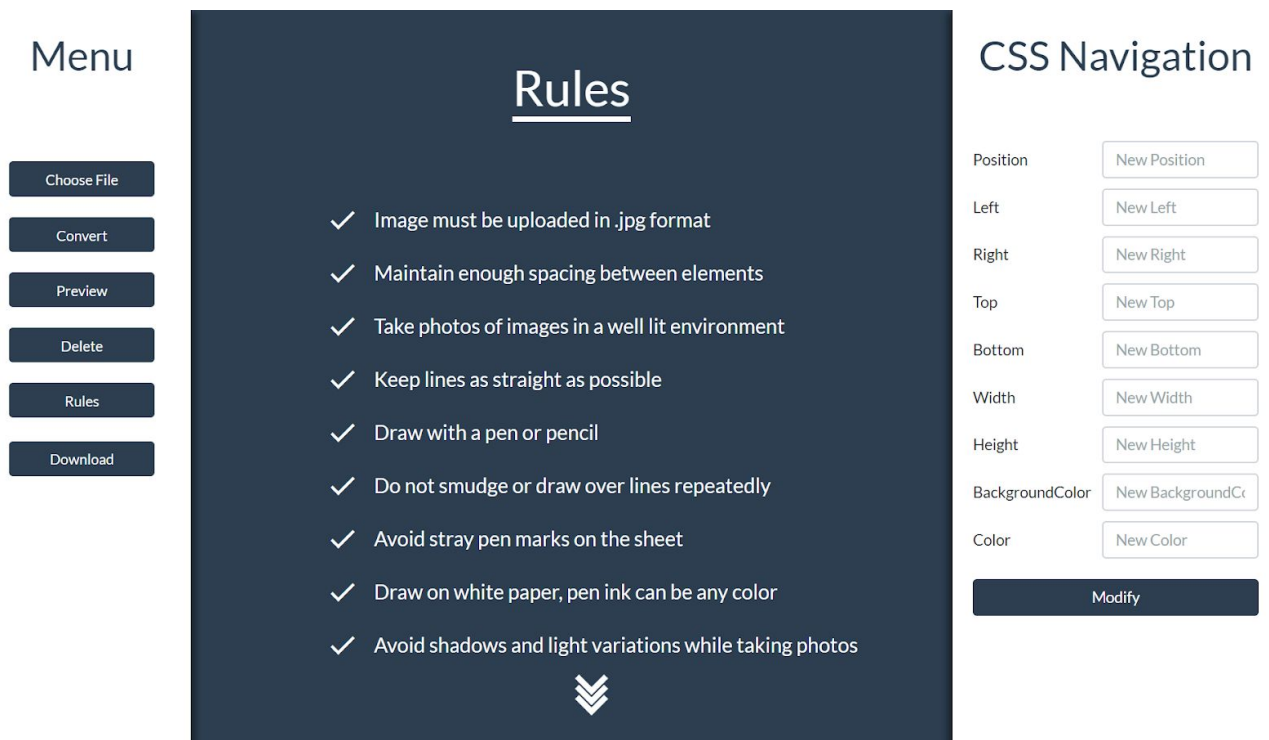 Menu
Choose File
Convert
Preview
Delete
Rules
Download
Rules
Image must be uploaded in .jpg format
Maintain enough spacing between elements
Take photos of images in a well lit environment
Keep lines as straight as possible
Draw with a pen or pencil
Do not smudge or draw over lines repeatedly
Avoid stray pen marks on the sheet
Draw on white paper, pen ink can be any color
Avoid shadows and light variations while taking photos
CSS Navigation
Position New Position
Left New Left
Right New Right
Top New Top
Bottom New Bottom
Width New Width
Height New Height
BackgroundColor New BackgroundCo
Color New Color
Modify